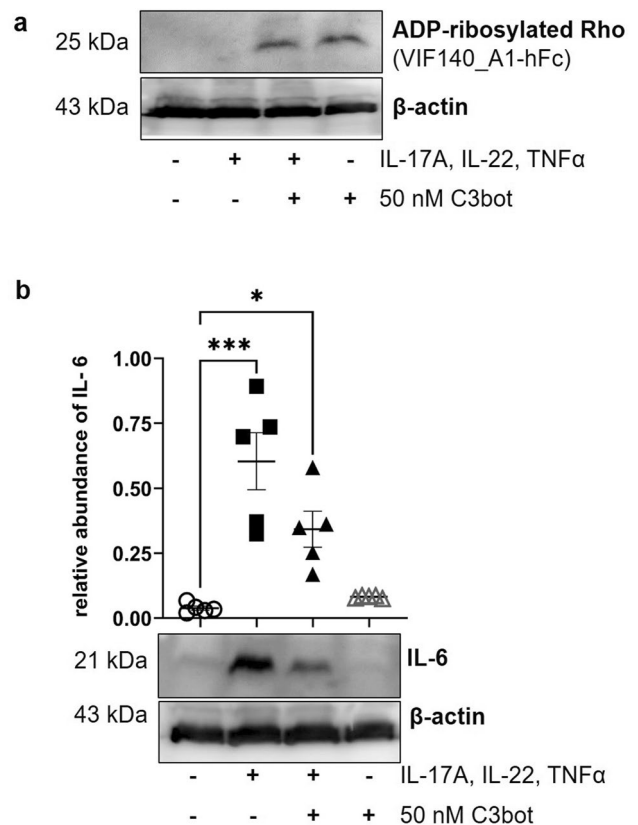 a
25 kDa
ADP-ribosylated Rho
(VIF140_A1-hFc)
43 kDa
β-actin
- + + - IL-17A, IL-22, TNFα
- - + + 50 nM C3bot
b
*
***
relative abundance of IL- 6
1.00
0.75
0.50
0.25
0.00
21 kDa
IL-6
43 kDa
β-actin
- + + - IL-17A, IL-22, TNFα
- - + + 50 nM C3bot